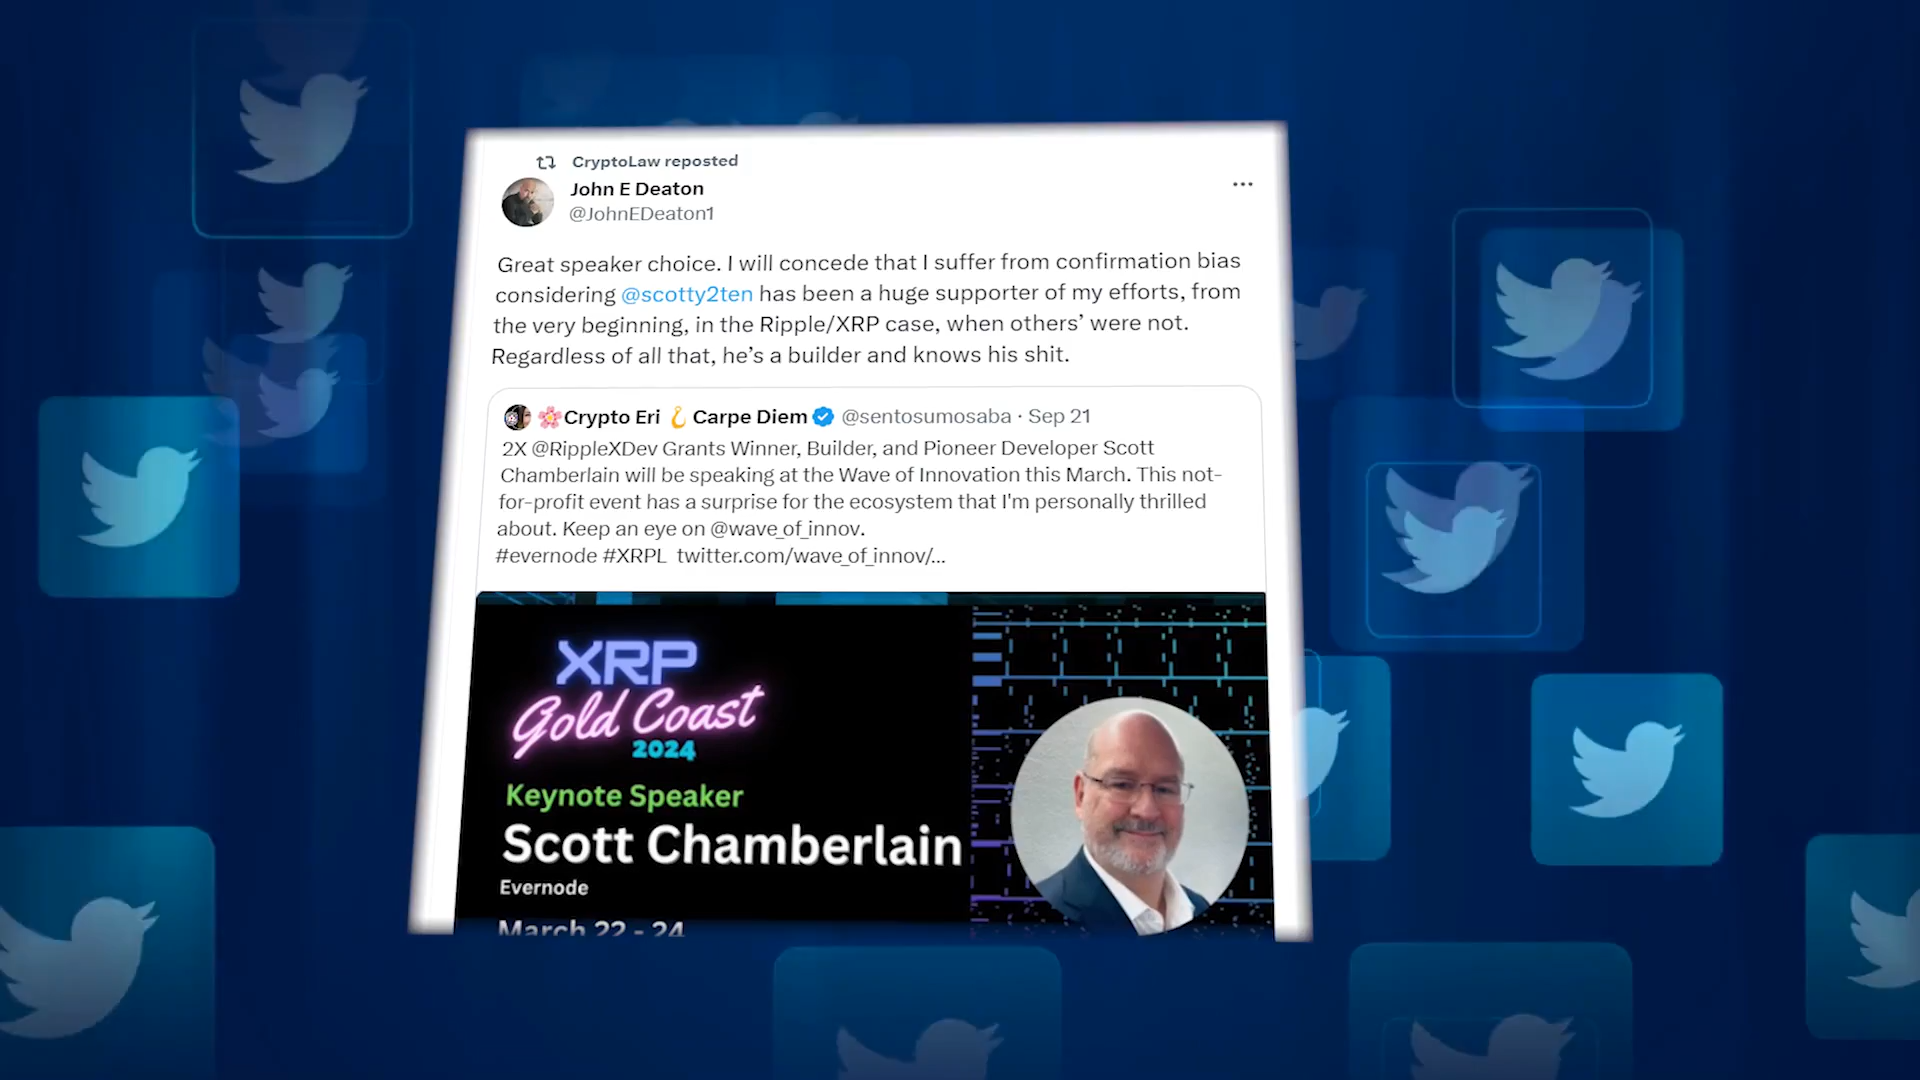 CryptoLaw reposted
John E Deaton
@JohnEDeaton1
Great speaker choice. I will concede that I suffer from confirmation bias
considering @scotty2ten has been a huge supporter of my efforts, from
the very beginning, in the Ripple/XRP case, when others’ were not.
Regardless of all that, he’s a builder and knows his shit.
🌸Crypto Eri 🪝Carpe Diem @sentosumosaba · Sep 21
2X @RippleXDev Grants Winner, Builder, and Pioneer Developer Scott
Chamberlain will be speaking at the Wave of Innovation this March. This not-
for-profit event has a surprise for the ecosystem that I'm personally thrilled
about. Keep an eye on @wave_of_innov.
#evernode #XRPL twitter.com/wave_of_innov/...
XRP
Gold Coast
2024
Keynote Speaker
Scott Chamberlain
Evernode
March 22 - 24